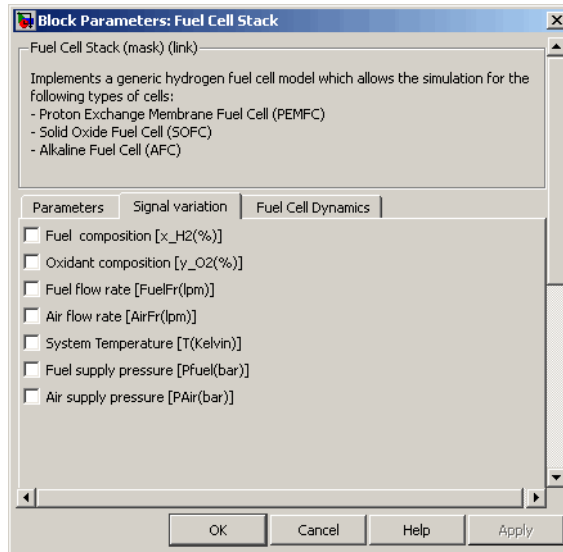 Block Parameters: Fuel Cell Stack
Fuel Cell Stack (mask) (link)
Implements a generic hydrogen fuel cell model which allows the simulation for the
following types of cells:
- Proton Exchange Membrane Fuel Cell (PEMFC)
- Solid Oxide Fuel Cell (SOFC)
- Alkaline Fuel Cell (AFC)
Parameters Signal variation Fuel Cell Dynamics
Fuel composition [x_H2(%)]
Oxidant composition [y_O2(%)]
Fuel flow rate [FuelFr(lpm)]
Air flow rate [AirFr(lpm)]
System Temperature [T(Kelvin)]
Fuel supply pressure [Pfuel(bar)]
Air supply pressure [PAir(bar)]
OK Cancel Help Apply